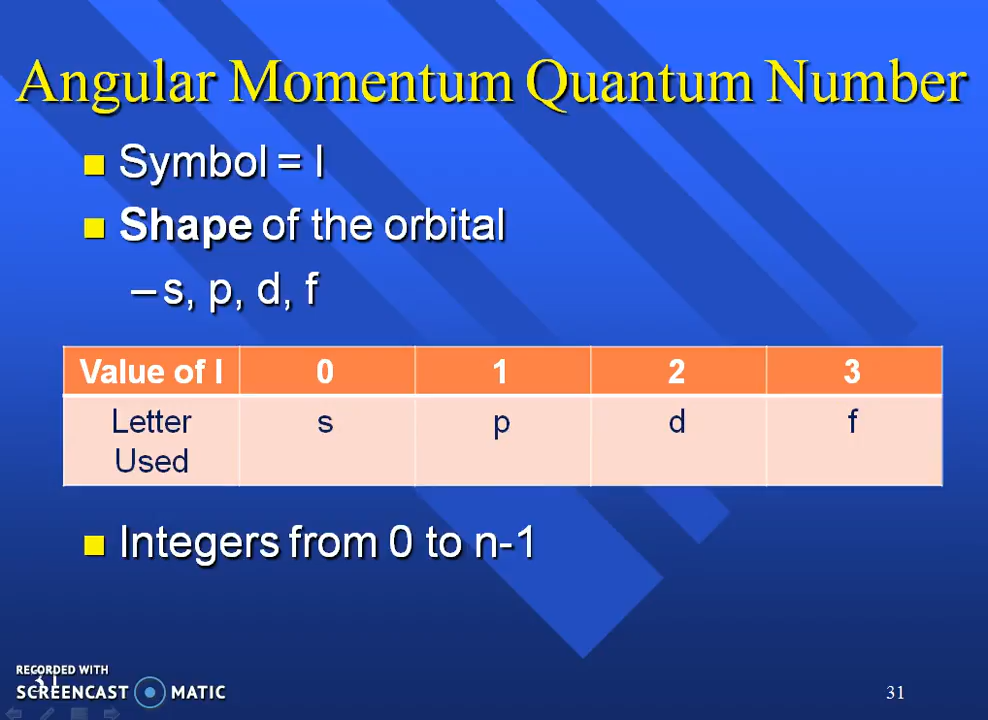 Angular Momentum Quantum Number
Symbol = l
Shape of the orbital
–s, p, d, f
Value of l 0 1 2 3
Letter s p d f
Used
Integers from 0 to n-1
RECORDED WITH
31
SCREENCAST MATIC
31